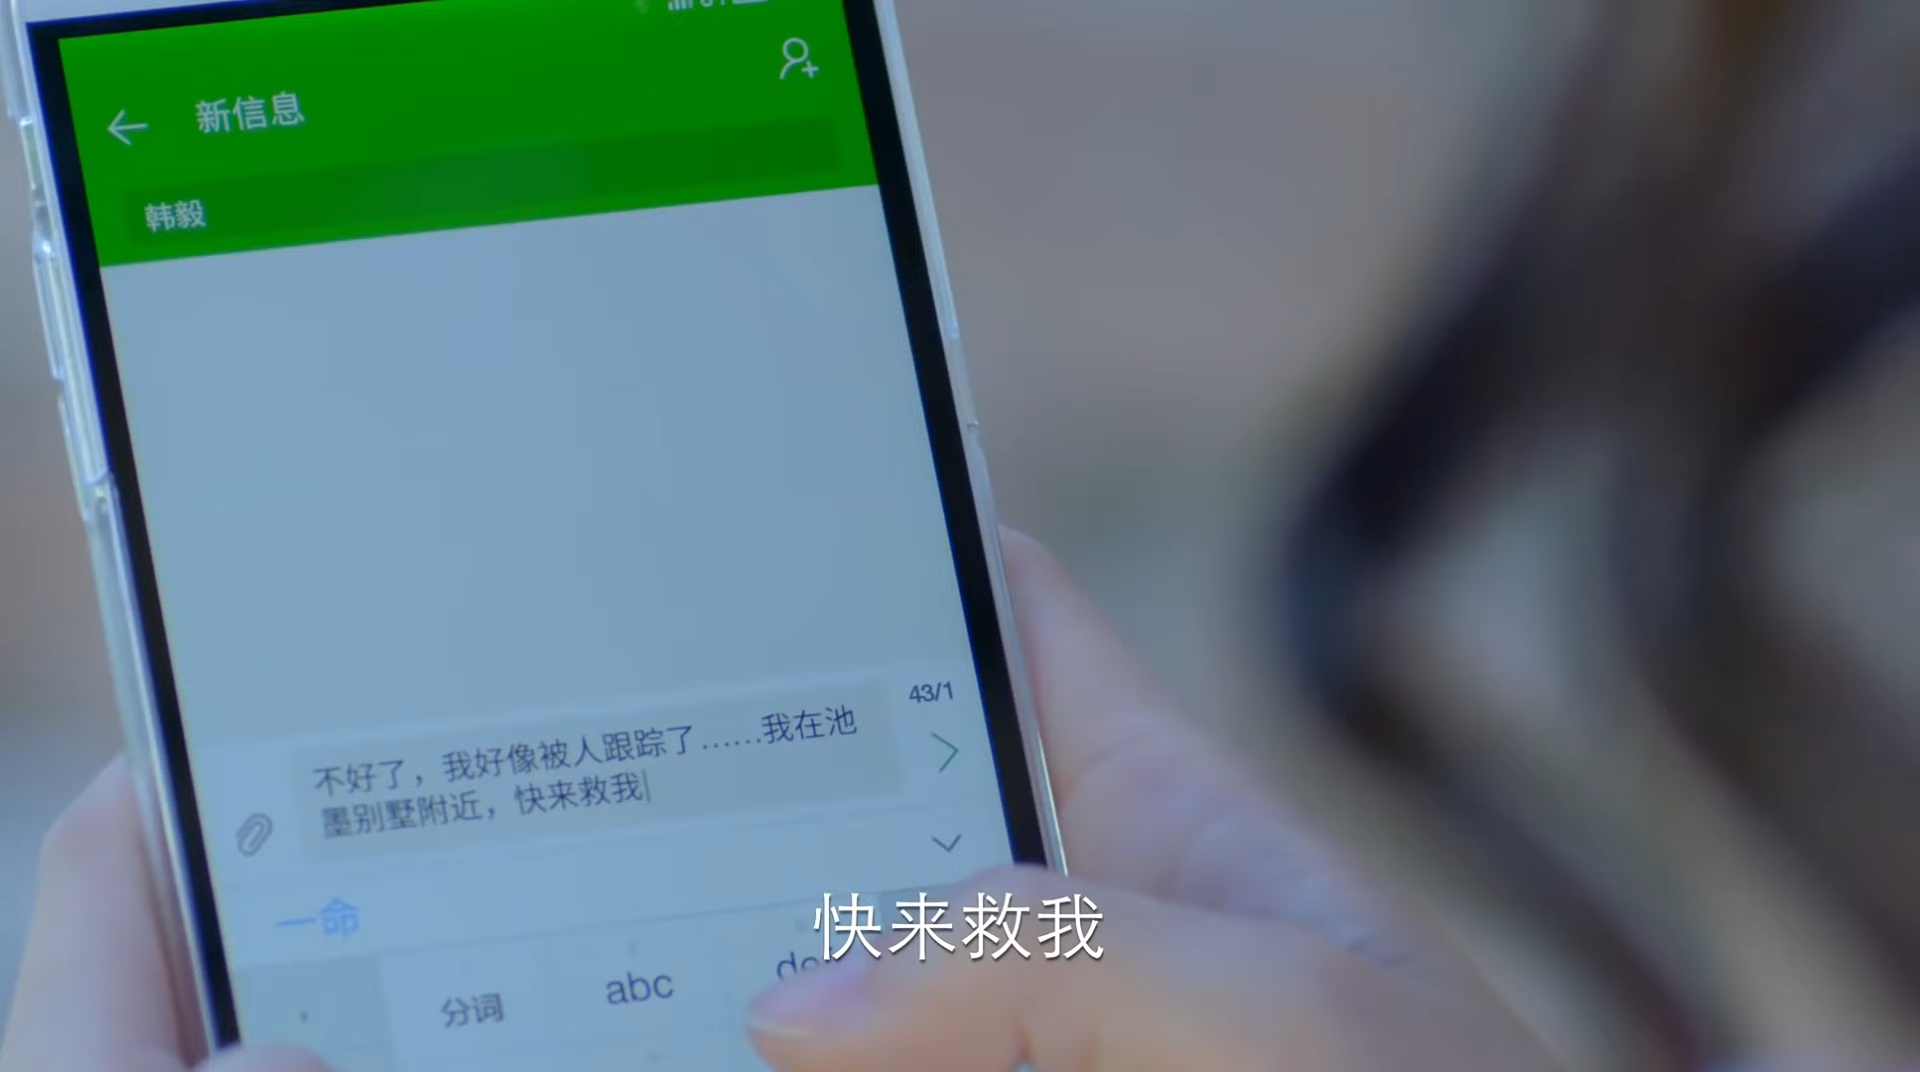 新信息
韩毅
43/1
不好了，我好像被人跟踪了……我在池
墨别墅附近，快来救我
一命
分词
abc
快来救我